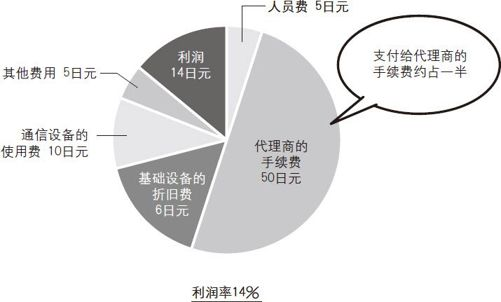 人员费 5日元
支付给代理商的
手续费约占一半
利润
14日元
其他费用 5日元
通信设备的
使用费 10日元
代理商的
手续费
50日元
基础设备的
折旧费
6日元
利润率14%